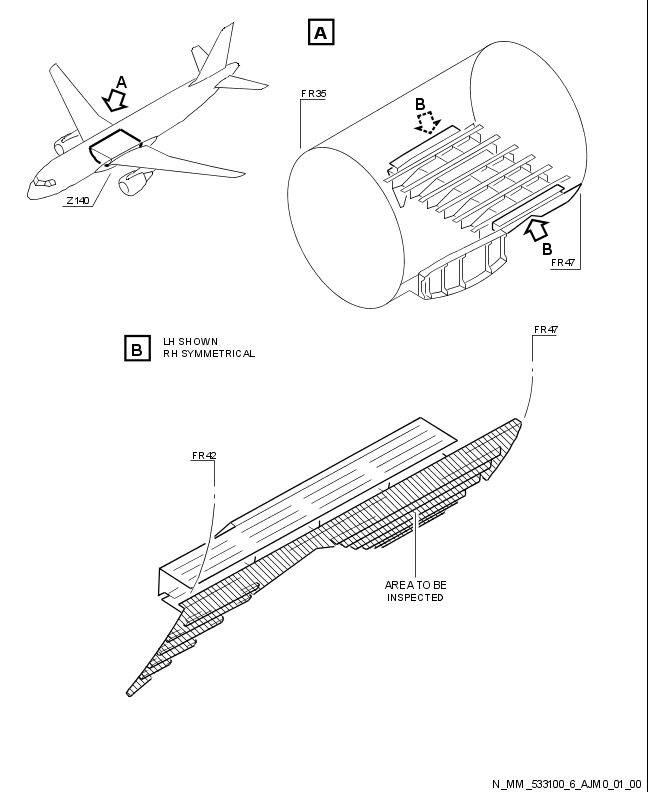 A
A
FR35
B
Z140
B
FR47
B
LH SHOWN
RH SYMMETRICAL
FR47
FR42
AREA TO BE
INSPECTED
N_MM_533100_6_AJM0_01_00